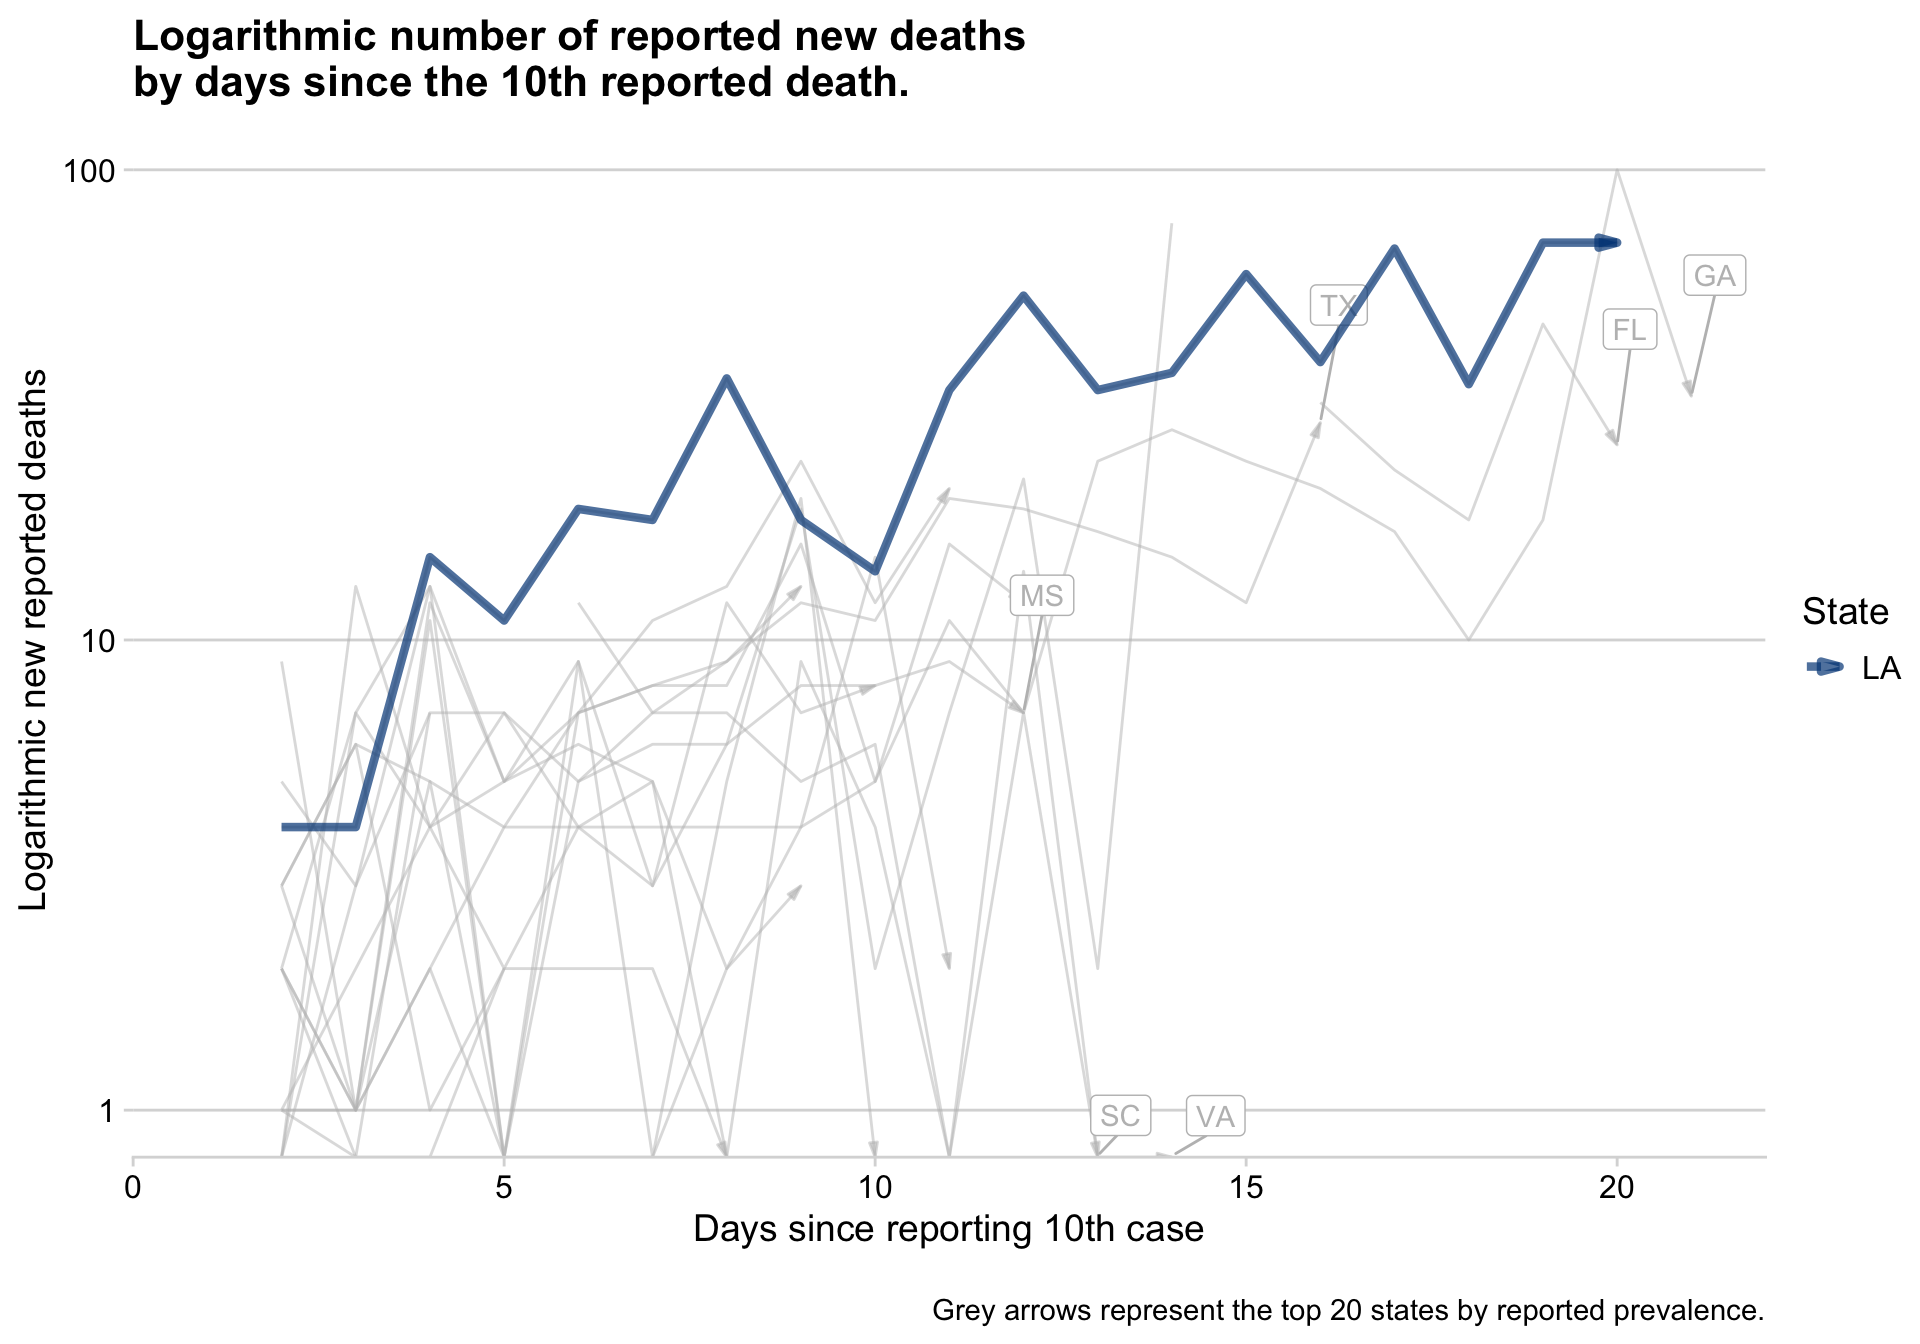 Logarithmic number of reported new deaths
by days since the 10th reported death.
100
10
1
Logarithmic new reported deaths
TX
GA
FL
MS
SC
VA
State
LA
0
5
10
15
20
Days since reporting 10th case
Grey arrows represent the top 20 states by reported prevalence.